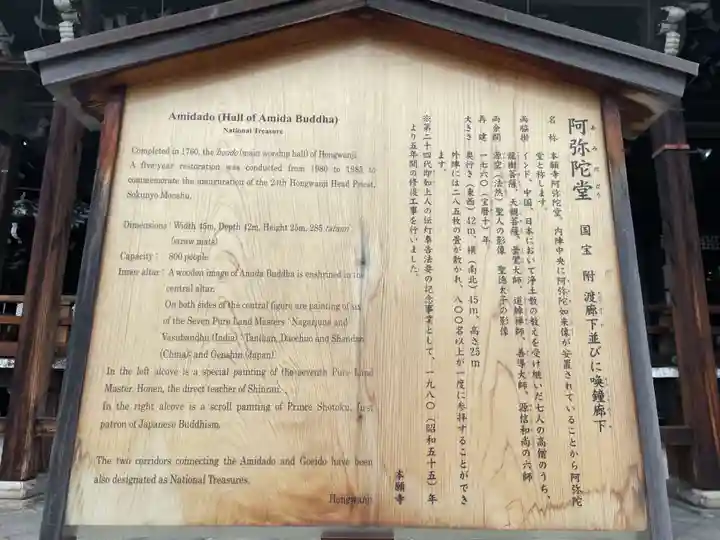 Amidado (Hall of Amida Buddha)
National Treasure
Completed in 1760, the hondo (main worship hall) of Hongwanji.
A five-year restoration was conducted from 1980 to 1985 to
commemorate the inauguration of the 24th Hongwanji Head Priest,
Sokunyo Monshu.
Dimensions : Width 45m, Depth 42m, Height 25m, 285 tatami
(straw mats)
Capacity : 800 people
Inner altar : A wooden image of Amida Buddha is enshrined in the
central altar.
On both sides of the central figure are painting of six
of the Seven Pure Land Masters : Nagarjuna and
Vasubandhu (India), Tanluan, Daochuo and Shandao
(China), and Genshin (Japan).
In the left alcove is a special painting of the seventh Pure Land
Master, Honen, the direct teacher of Shinran.
In the right alcove is a scroll painting of Prince Shotoku, first
patron of Japanese Buddhism.
The two corridors connecting the Amidado and Goeido have been
also designated as National Treasures.
Hongwanji
阿弥陀堂 国宝 附 渡廊下並びに喚鐘廊下
あみだどう
名称 本願寺阿弥陀堂。内陣中央に阿弥陀如来像が安置されていることから阿弥陀
堂と称します。
両脇壇 インド、中国、日本において浄土教の教えを受け継いだ七人の高僧のうち、
龍樹菩薩、天親菩薩、曇鸞大師、道綽禅師、善導大師、源信和尚の六師
両余間 源空(法然)聖人の影像 聖徳太子の影像
再建 一七六〇(宝暦十)年
大きさ 奥行き(東西)42m、横(南北)45m、高さ25m
外陣には二八五枚の畳が敷かれ、八〇〇名以上が一度に参拝することができ
ます。
※第二十四代即如上人の伝灯奉告法要の記念事業として、一九八〇(昭和五十五)年
より五年間の修復工事を行いました。
本願寺